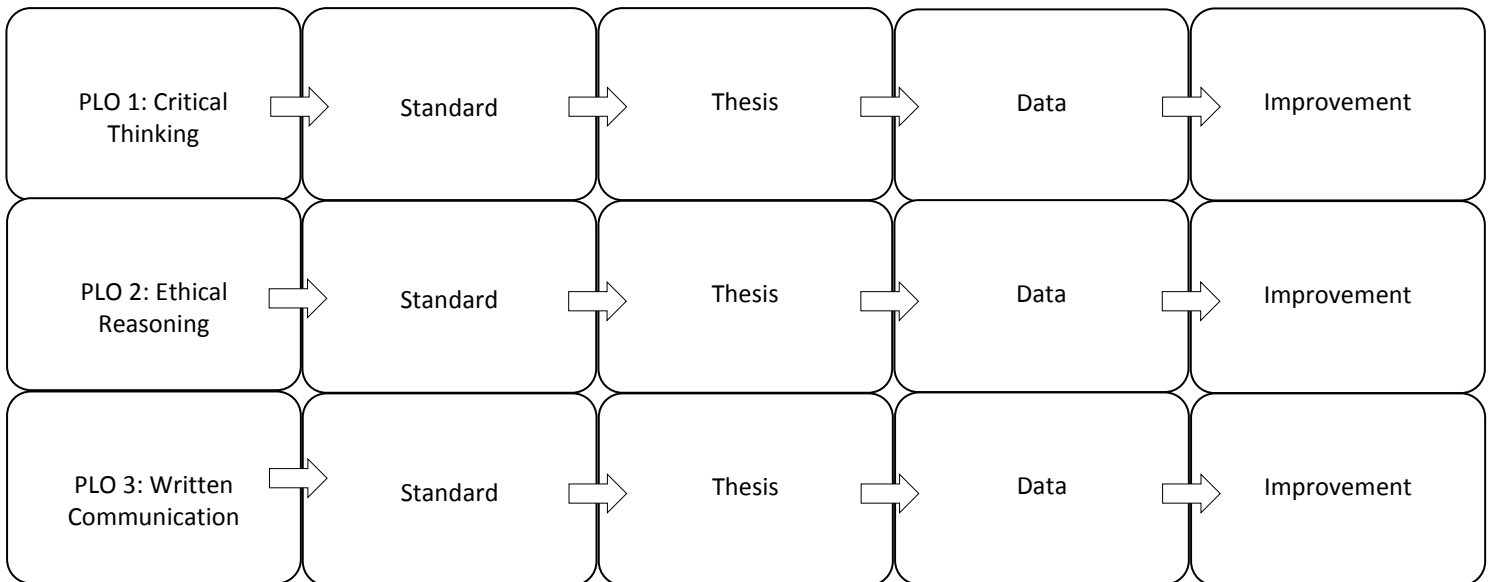 PLO 1: Critical
Thinking
Standard
Thesis
Data
Improvement
PLO 2: Ethical
Reasoning
Standard
Thesis
Data
Improvement
PLO 3: Written
Communication
Standard
Thesis
Data
Improvement